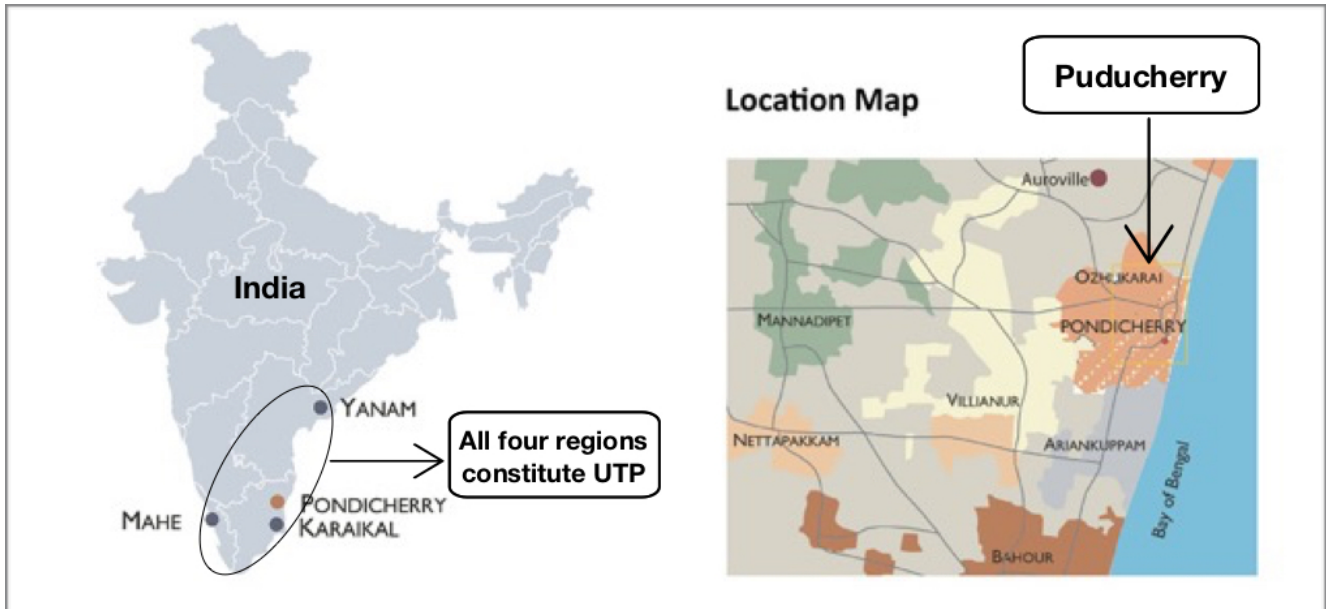 India
YANAM
All four regions
constitute UTP
PONDICHERRY
KARAIKAL
MAHE
Puducherry
Location Map
Auroville
OZHUKARAI
PONDICHERRY
MANNADIPET
VILLIANUR
NETTAPAKKAM
ARIANKUPPAM
Bay of Bengal
BAHOUR